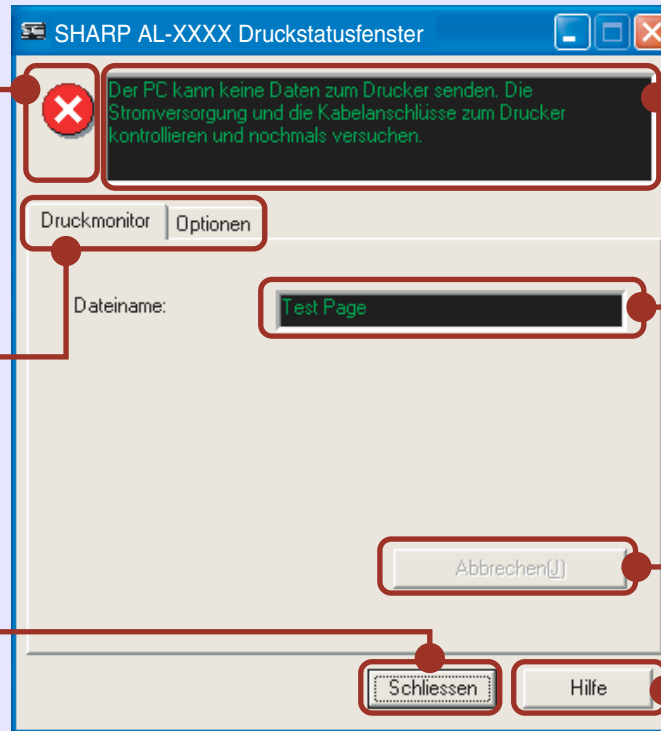 SHARP AL-XXXX Druckstatusfenster
Der PC kann keine Daten zum Drucker senden. Die
Stromversorgung und die Kabelanschlüsse zum Drucker
kontrollieren und nochmals versuchen.
Druckmonitor Optionen
Dateiname: Test Page
Abbrechen(J)
Schliessen Hilfe